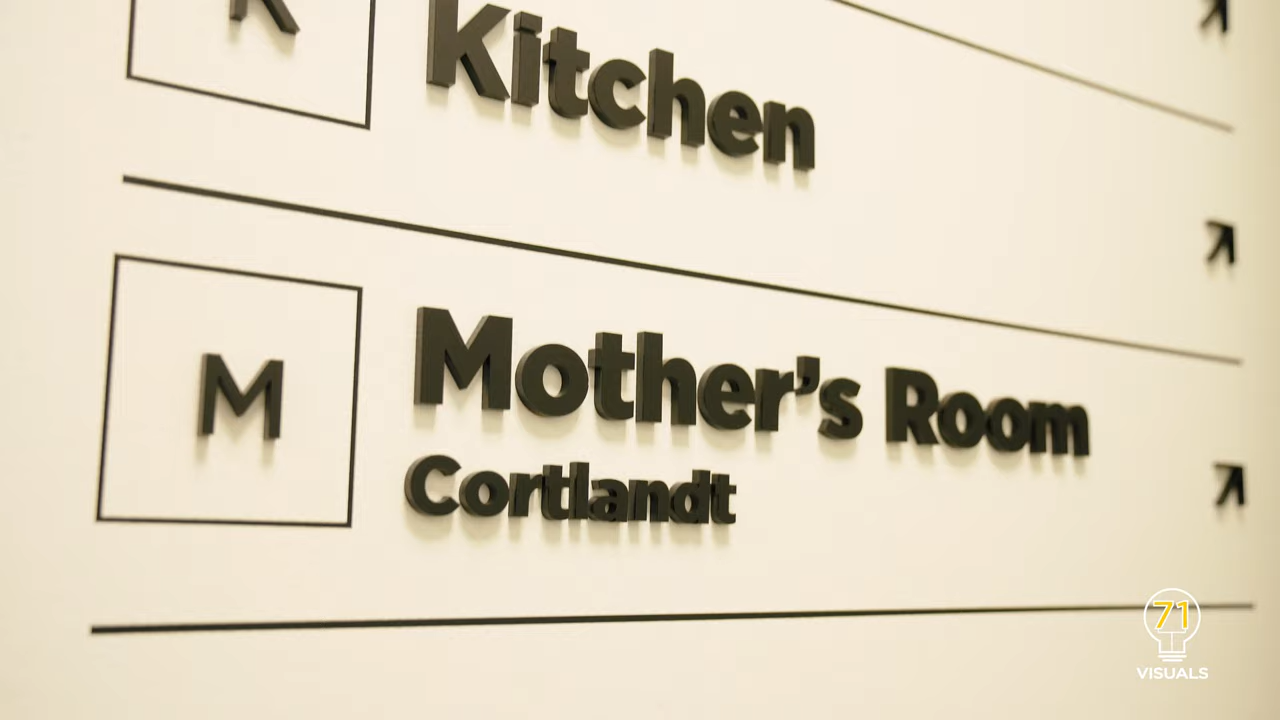 K
Kitchen
M
Mother’s Room
Cortlandt
71
VISUALS